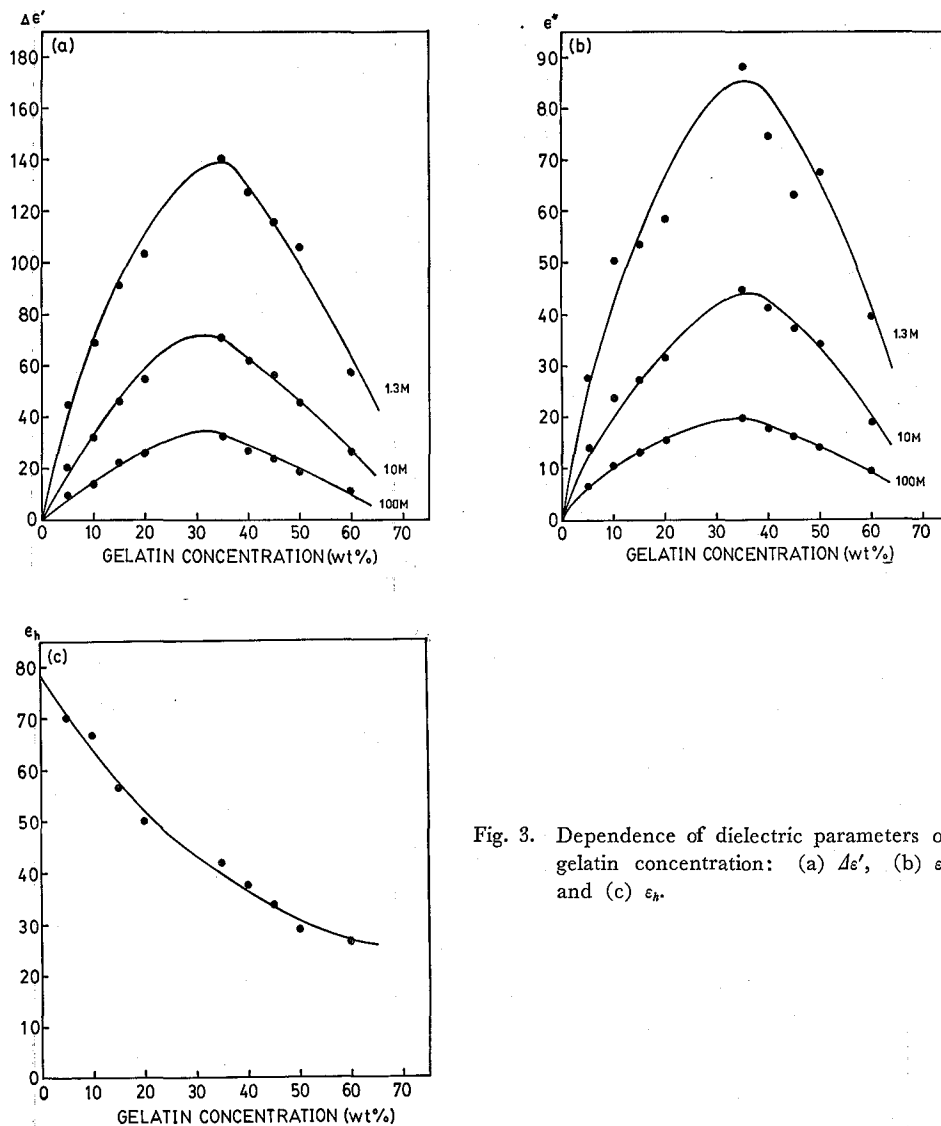 Δϵ'
(a)
180
160
140
120
100
80
60
40
20
0
1.3M
10M
100M
0 10 20 30 40 50 60 70
GELATIN CONCENTRATION (wt%)
ϵ"
(b)
90
80
70
60
50
40
30
20
10
0
1.3M
10M
100M
0 10 20 30 40 50 60 70
GELATIN CONCENTRATION (wt%)
ϵh
(c)
80
70
60
50
40
30
20
10
0
0 10 20 30 40 50 60 70
GELATIN CONCENTRATION (wt%)
Fig. 3. Dependence of dielectric parameters o
gelatin concentration: (a) Δε', (b) ε
and (c) εh.